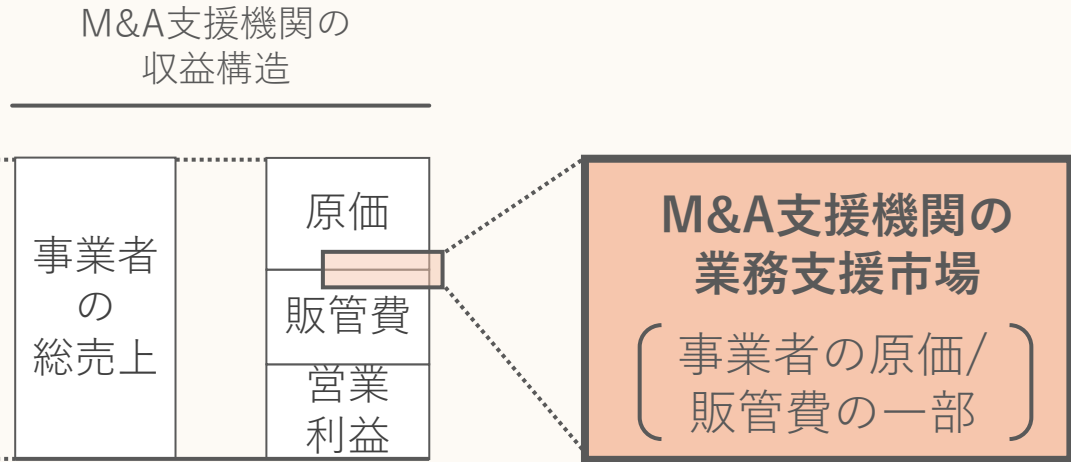 M&A支援機関の
収益構造
事業者
の
総売上
原価
販管費
営業
利益
M&A支援機関の
業務支援市場
事業者の原価/
販管費の一部